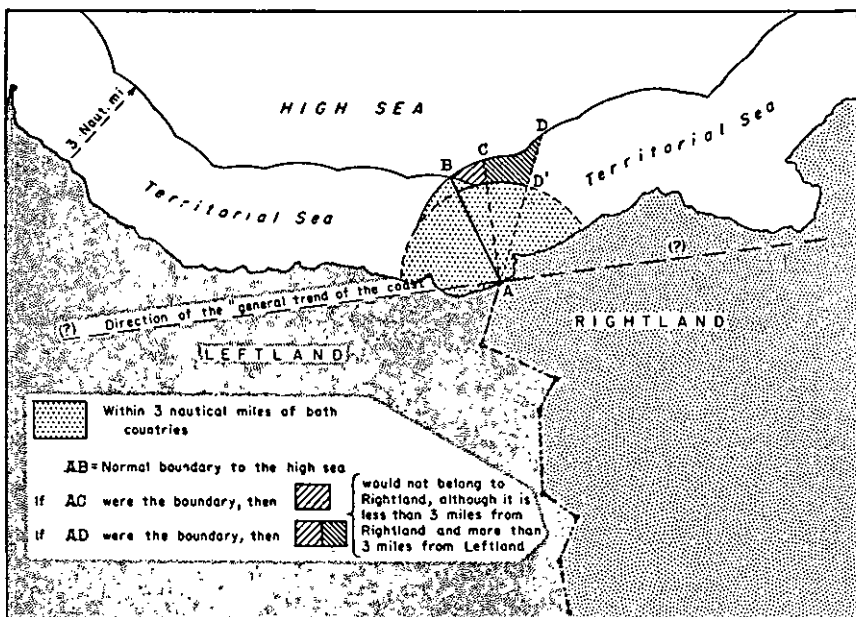 HIGH SEA
3 Naut. mi
D
C
B
D'
Territorial Sea
Territorial Sea
(?)
A
(?) Direction of the "general trend of the coast"
RIGHTLAND
LEFTLAND
Within 3 nautical miles of both
countries
AB = Normal boundary to the high sea
If AC were the boundary, then
If AD were the boundary, then
would not belong to
Rightland, although it is
less than 3 miles from
Rightland and more than
3 miles from Leftland